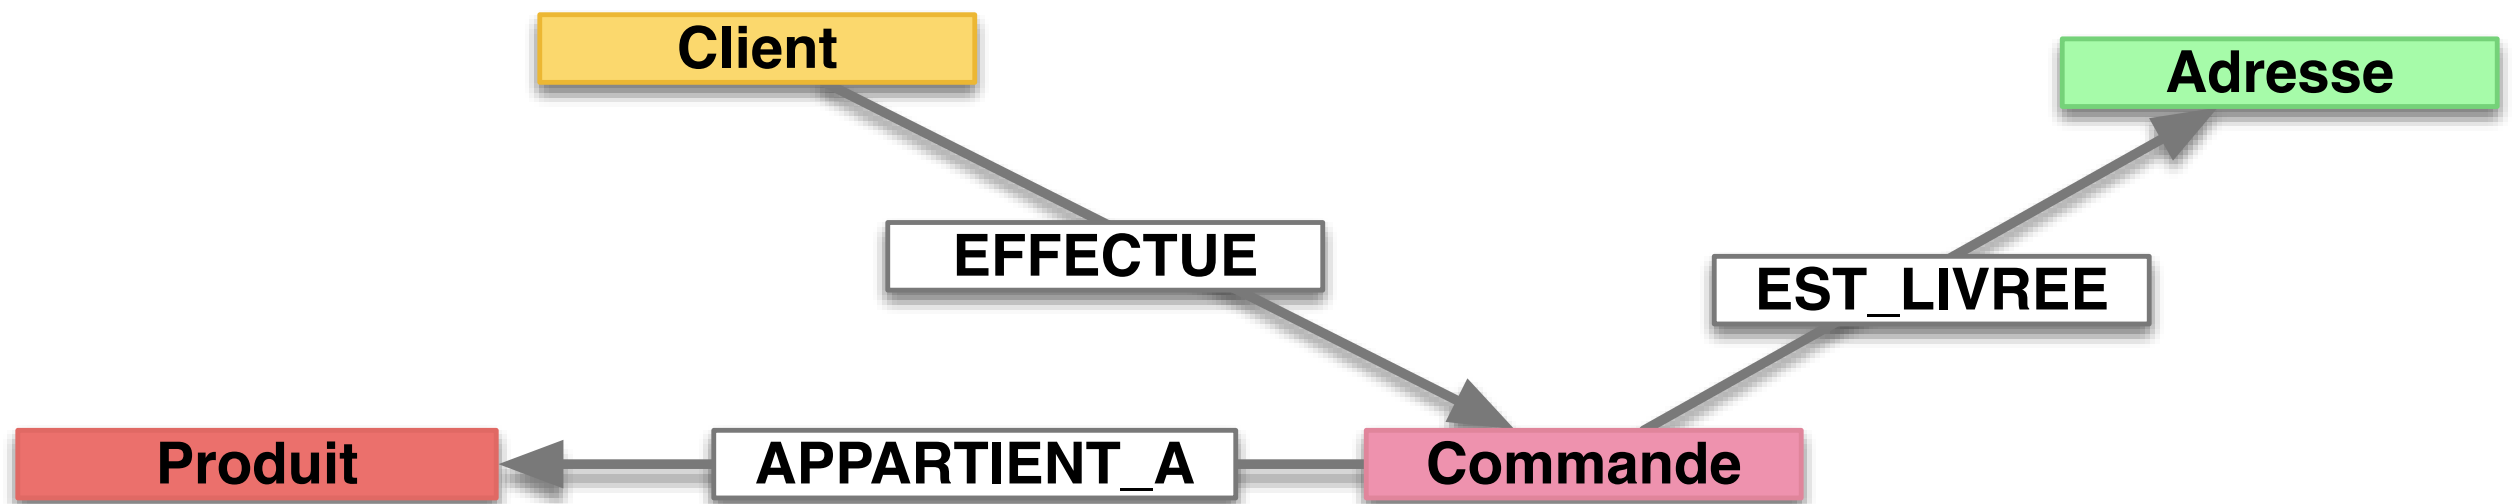 Client
Adresse
EFFECTUE
EST_LIVREE
Produit
APPARTIENT_A
Commande